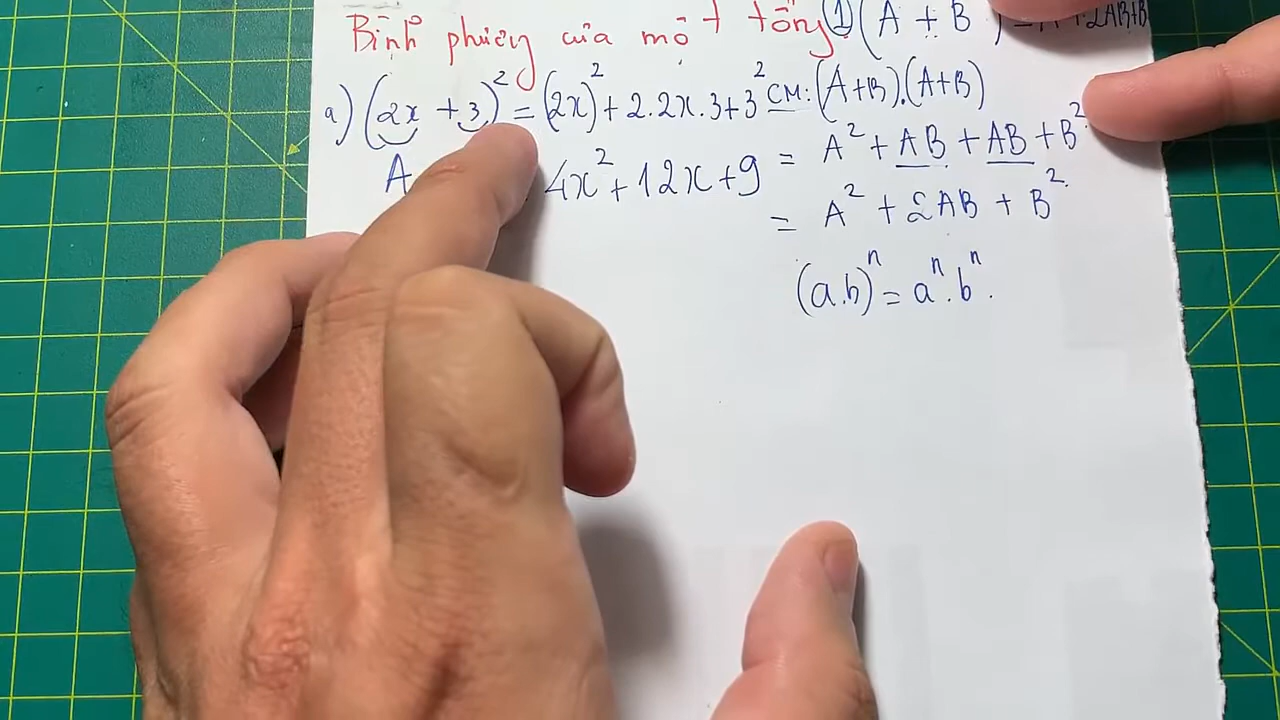 Bình phương của một tổng ① (A + B) = A + 2AB+B
a) (2x + 3)² = (2x)² + 2.2x.3 + 3² CM: (A+B).(A+B)
A 4x² + 12x + 9 = A² + AB + AB + B²
= A² + 2AB + B².
(a.b)ⁿ = aⁿ.bⁿ.